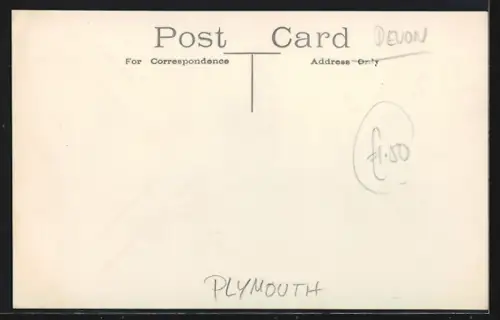 Post Card DEVON
For Correspondence Address Only
£1.50
PLYMOUTH